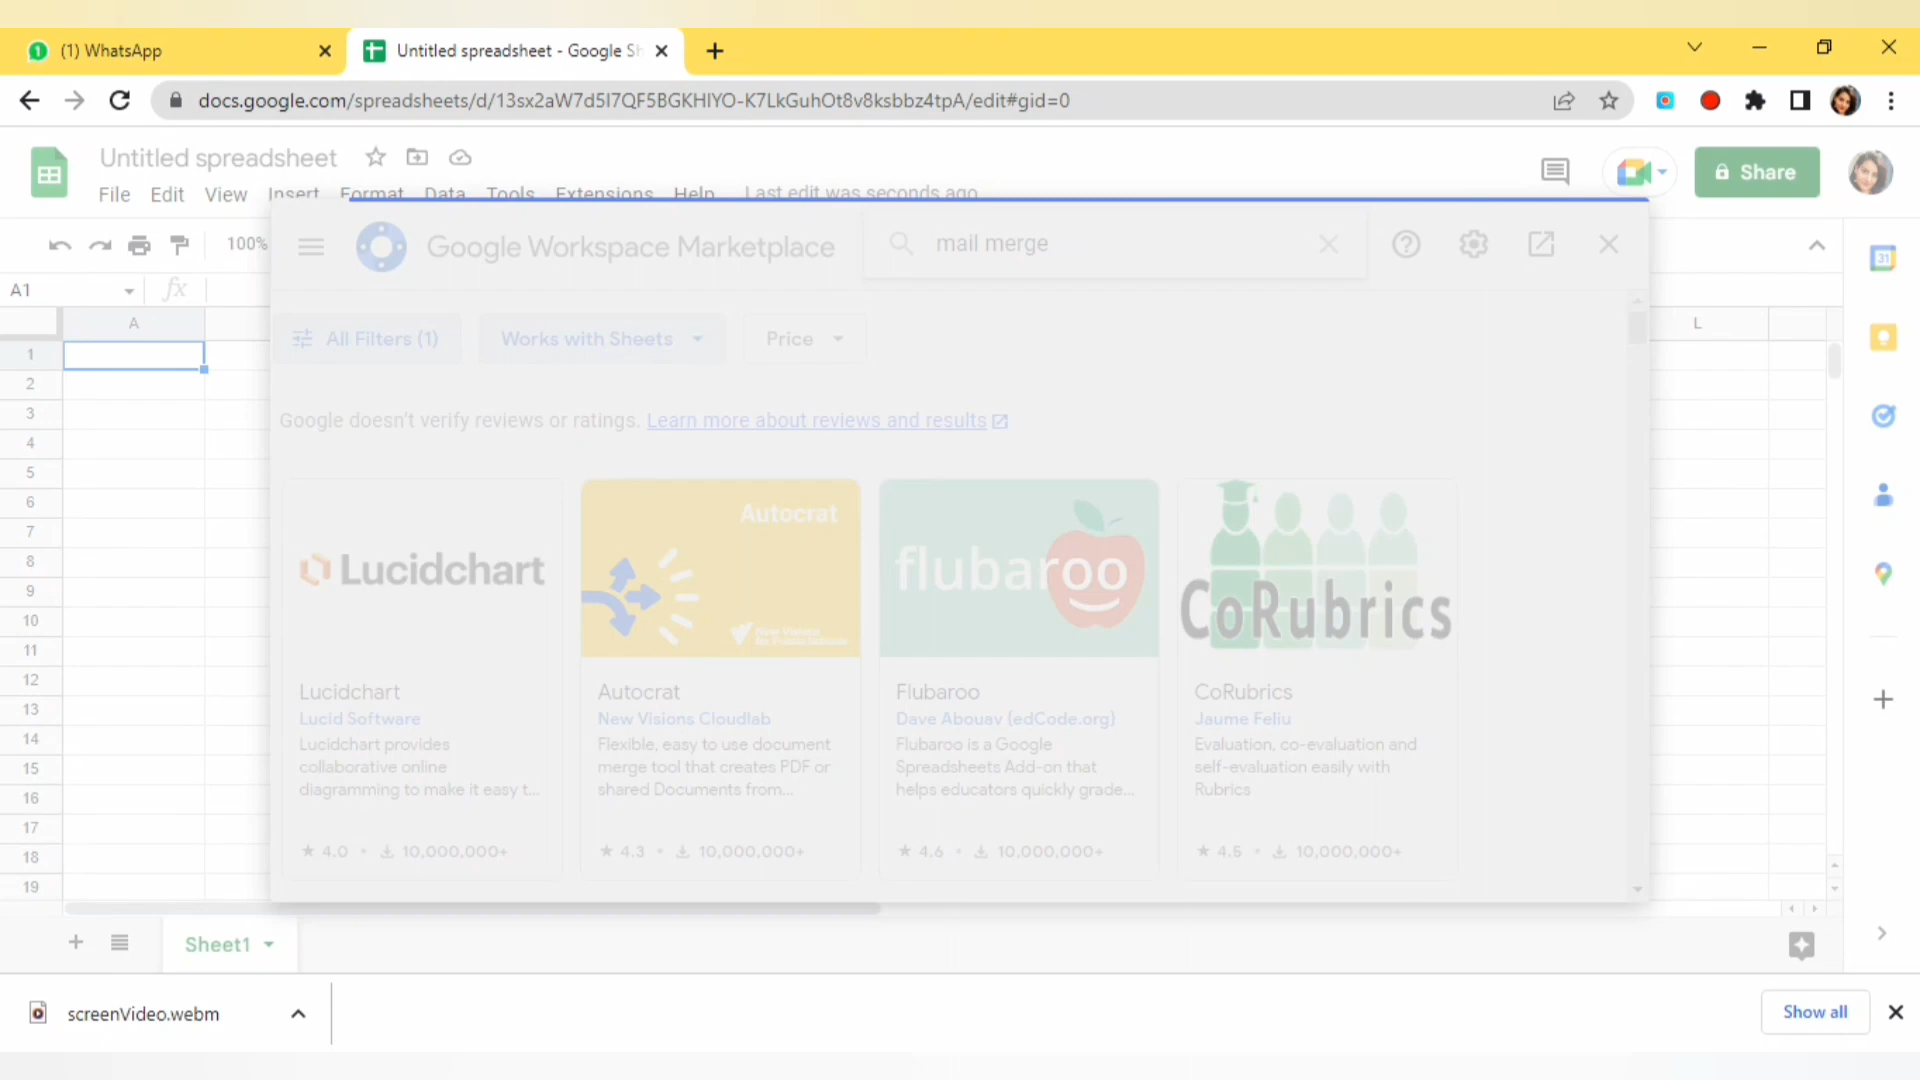 (1) WhatsApp
Untitled spreadsheet - Google Sh
docs.google.com/spreadsheets/d/13sx2aW7d5I7QF5BGKHIYO-K7LkGuhOt8v8ksbbz4tpA/edit#gid=0
Untitled spreadsheet
File Edit View Insert Format Data Tools Extensions Help Last edit was seconds ago
Share
100%
Google Workspace Marketplace
mail merge
A1
fx
All Filters (1)
Works with Sheets
Price
A
L
Google doesn't verify reviews or ratings. Learn more about reviews and results
1
2
3
4
5
6
7
8
9
10
11
12
13
14
15
16
17
18
19
31
Lucidchart
Autocrat
flubaroo
CoRubrics
Lucidchart
Lucid Software
Lucidchart provides
collaborative online
diagramming to make it easy t...
★ 4.0 • 10,000,000+
Autocrat
New Visions Cloudlab
Flexible, easy to use document
merge tool that creates PDF or
shared Documents from...
★ 4.3 • 10,000,000+
Flubaroo
Dave Abouav (edCode.org)
Flubaroo is a Google
Spreadsheets Add-on that
helps educators quickly grade...
★ 4.6 • 10,000,000+
CoRubrics
Jaume Feliu
Evaluation, co-evaluation and
self-evaluation easily with
Rubrics
★ 4.5 • 10,000,000+
Sheet1
screenVideo.webm
Show all